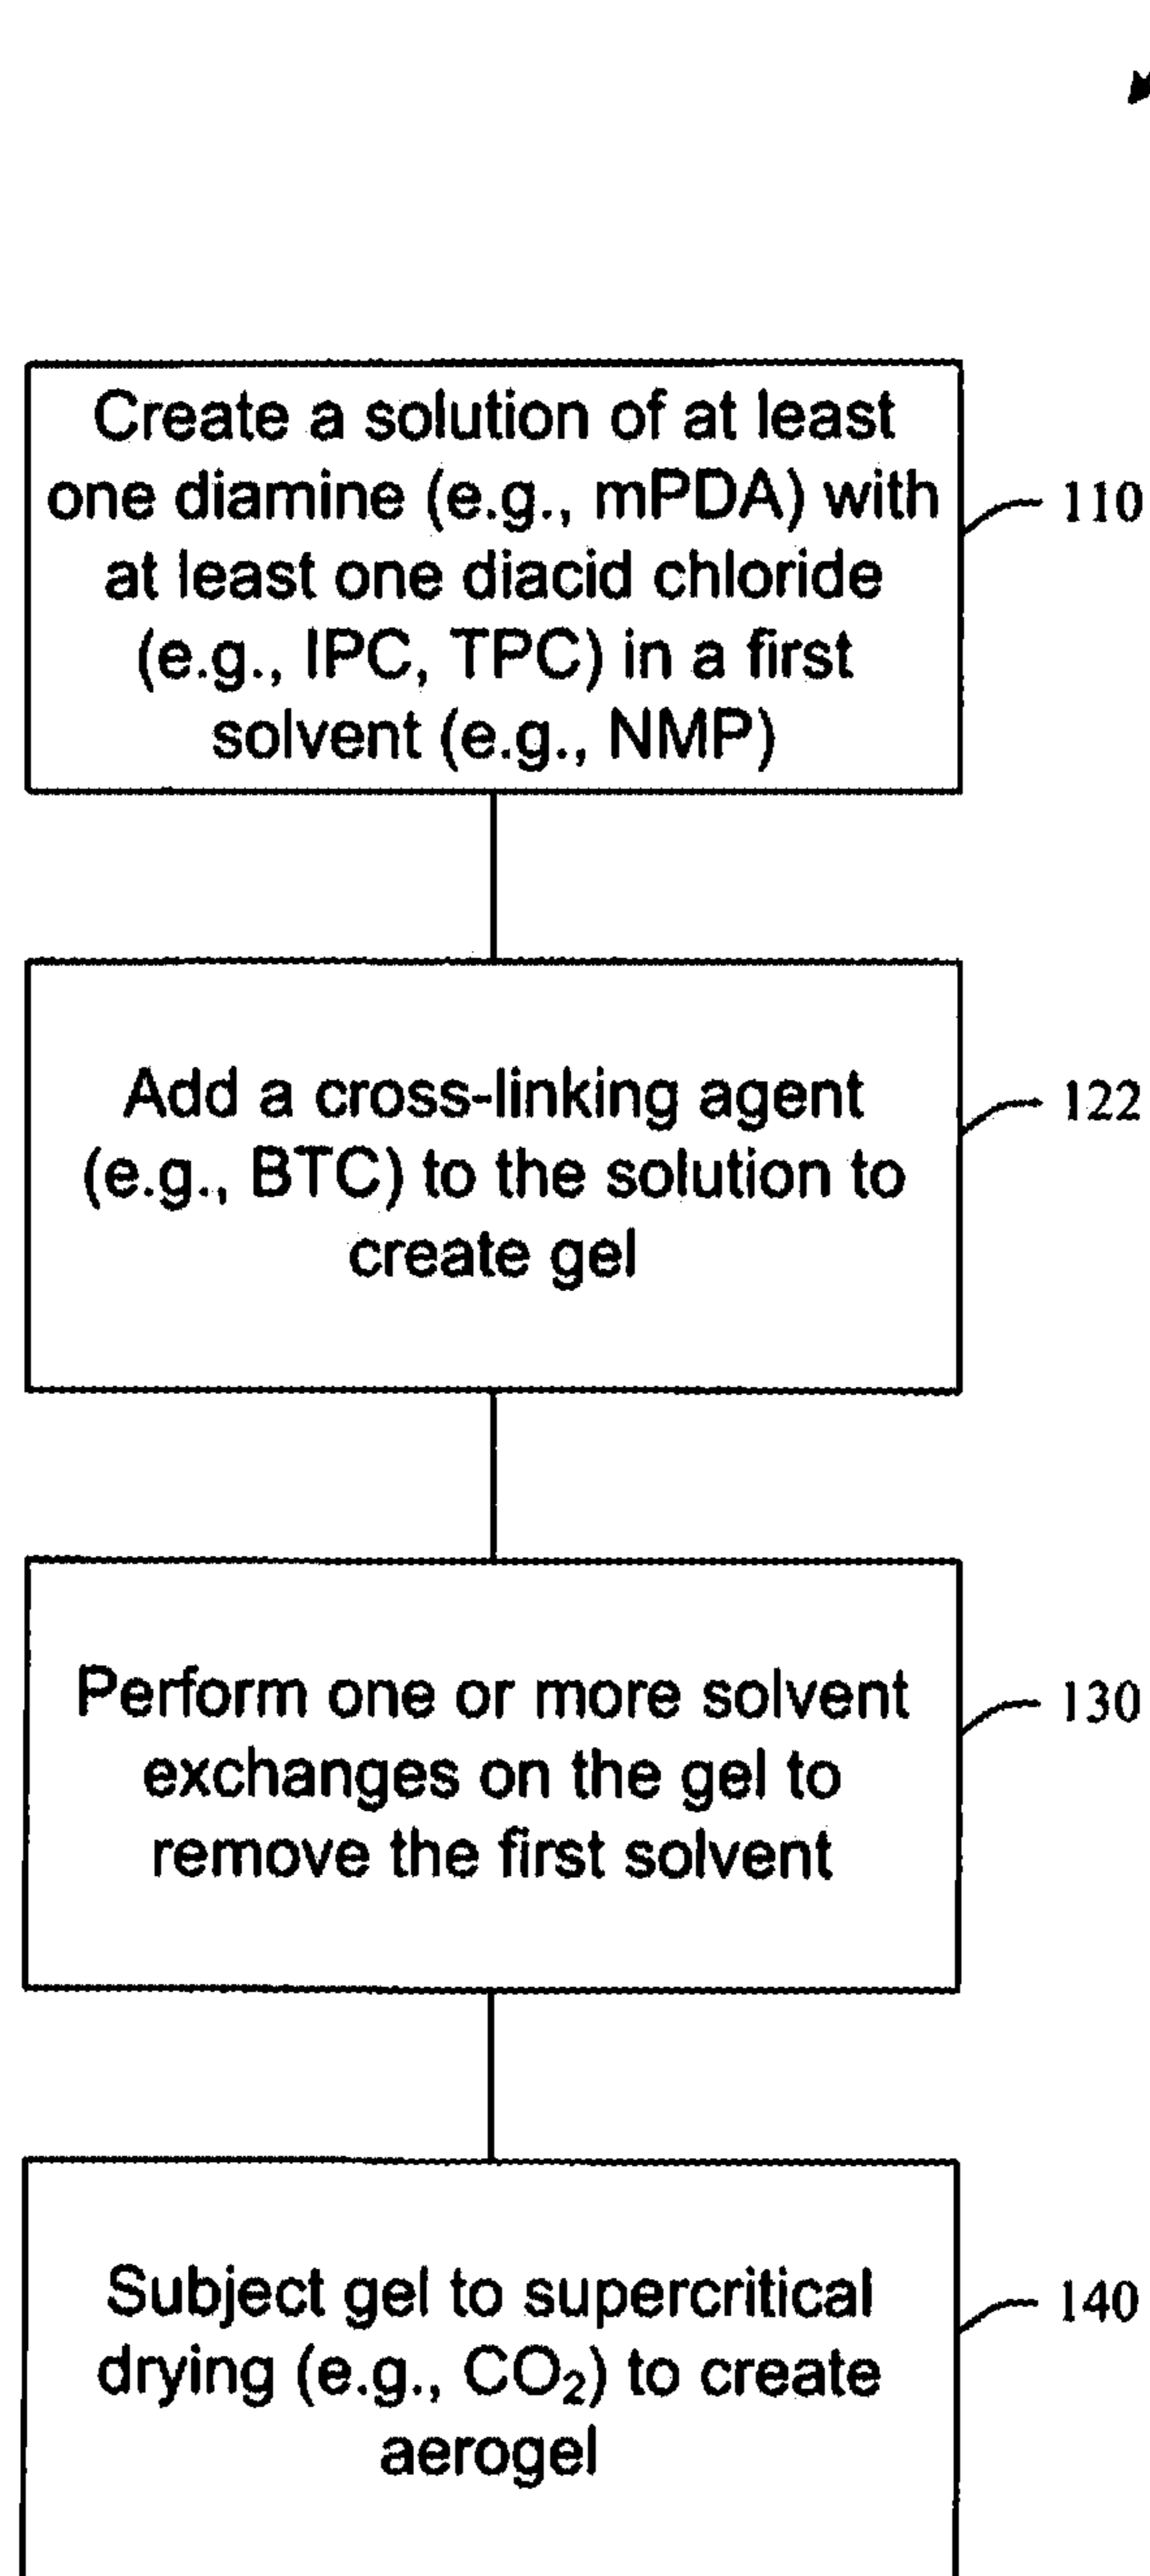 Create a solution of at least
one diamine (e.g., mPDA) with
at least one diacid chloride
(e.g., IPC, TPC) in a first
solvent (e.g., NMP)
110
Add a cross-linking agent
(e.g., BTC) to the solution to
create gel
122
Perform one or more solvent
exchanges on the gel to
remove the first solvent
130
Subject gel to supercritical
drying (e.g., CO₂) to create
aerogel
140